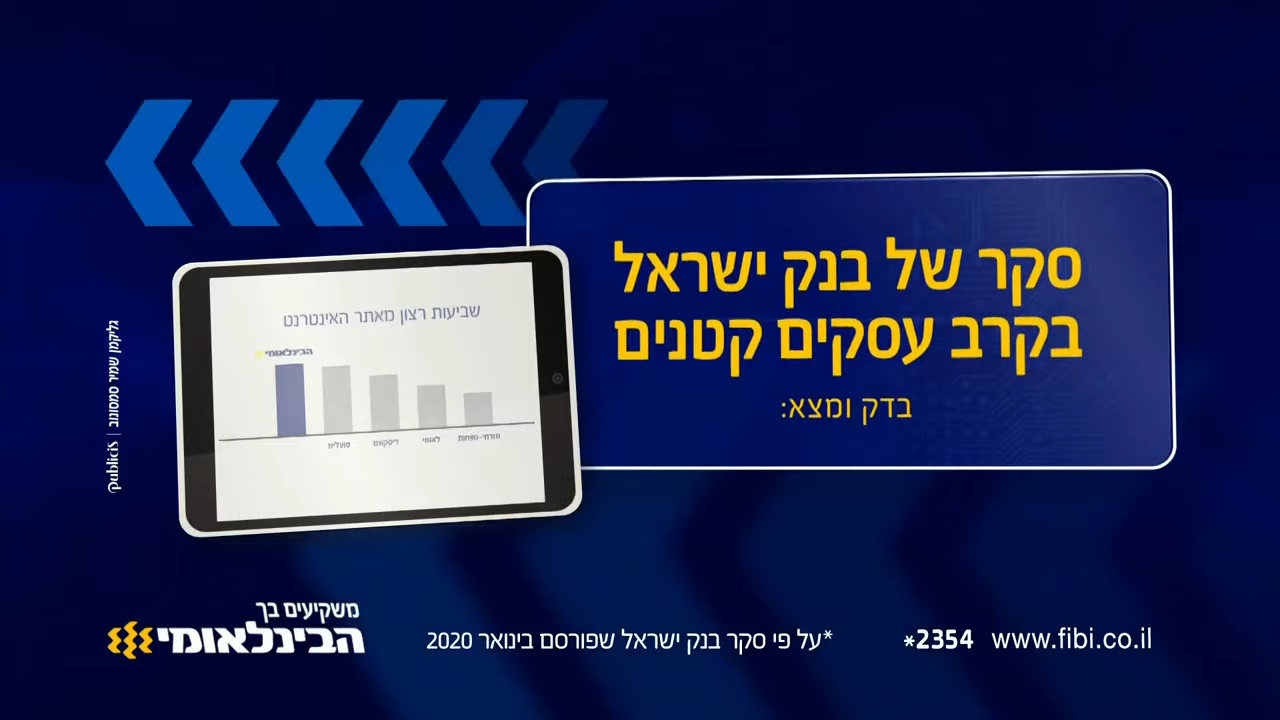 סקר של בנק ישראל
בקרב עסקים קטנים
בדק ומצא:
שביעות רצון מאתר האינטרנט
הבינלאומי
פועלים
דיסקונט
לאומי
מזרחי-טפחות
גליקמן שמיר סמסונוב | publicis
משקיעים בך
הבינלאומי
*על פי סקר בנק ישראל שפורסם בינואר 2020
*2354 www.fibi.co.il